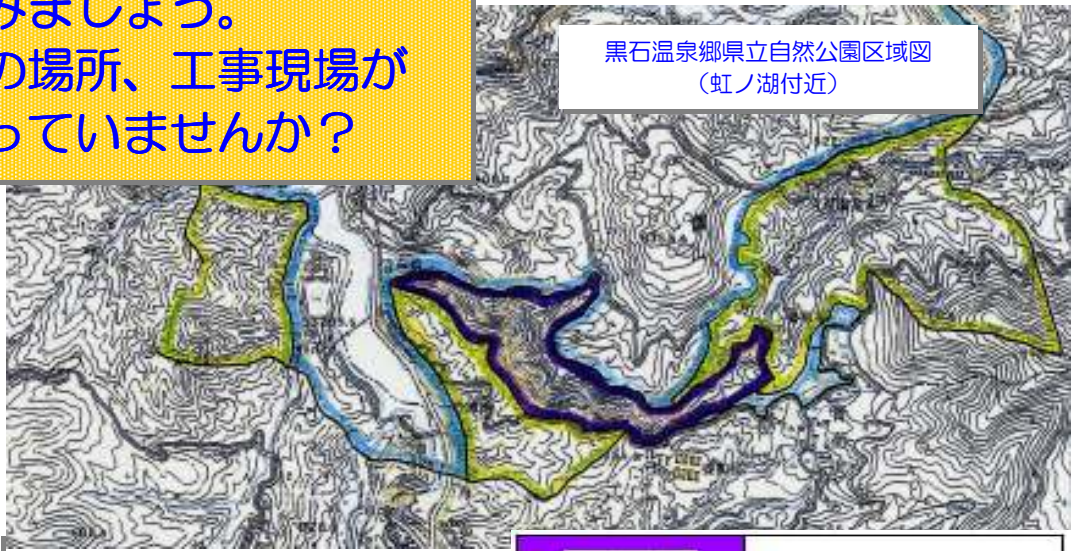 みましょう。
の場所、工事現場が
っていませんか？
黒石温泉郷県立自然公園区域図
（虹ノ湖付近）